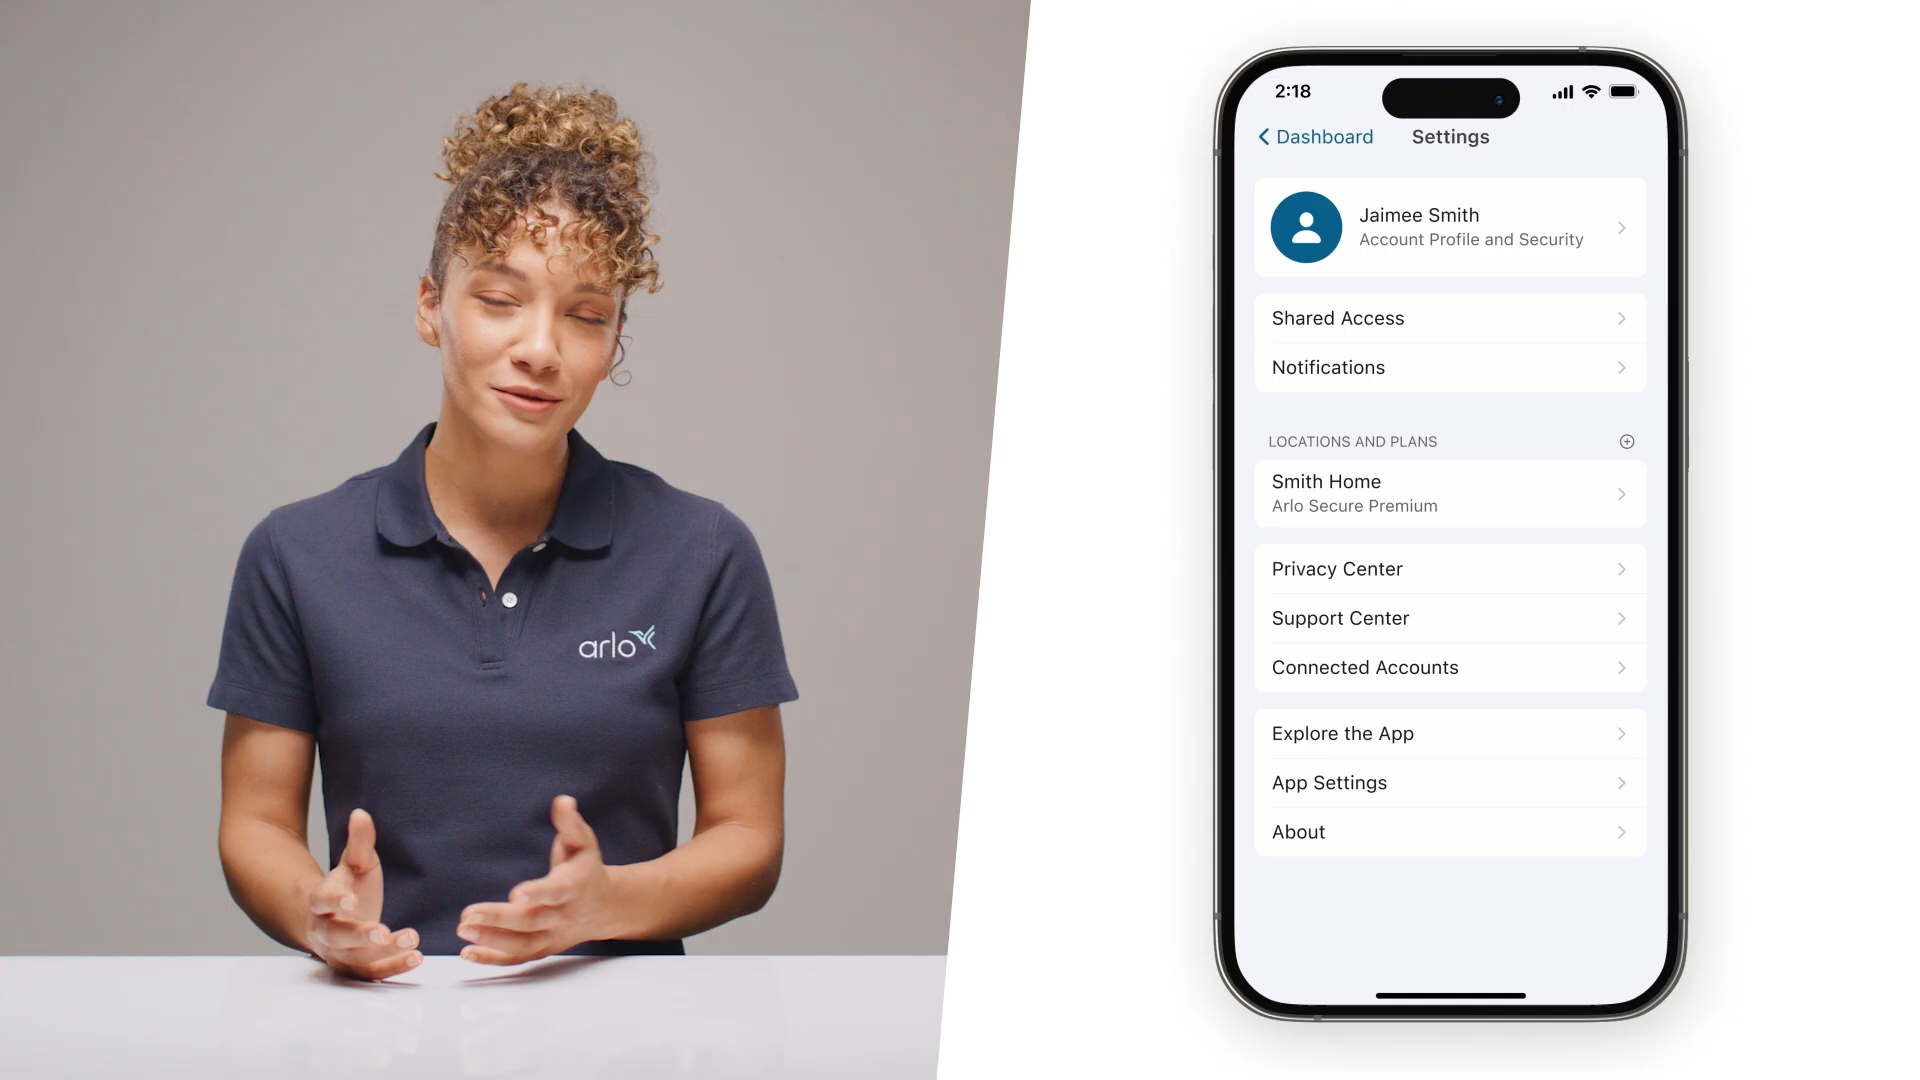 arlo
2:18
Dashboard Settings
Jaimee Smith
Account Profile and Security
Shared Access
Notifications
LOCATIONS AND PLANS
Smith Home
Arlo Secure Premium
Privacy Center
Support Center
Connected Accounts
Explore the App
App Settings
About